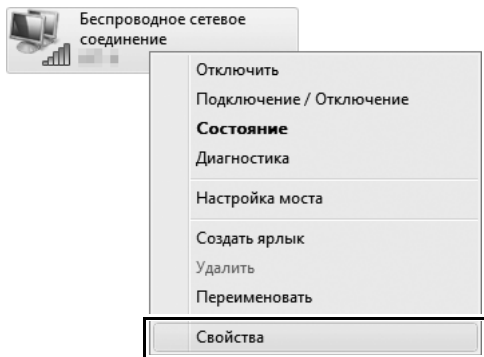 Беспроводное сетевое
соединение
Отключить
Подключение / Отключение
Состояние
Диагностика
Настройка моста
Создать ярлык
Удалить
Переименовать
Свойства